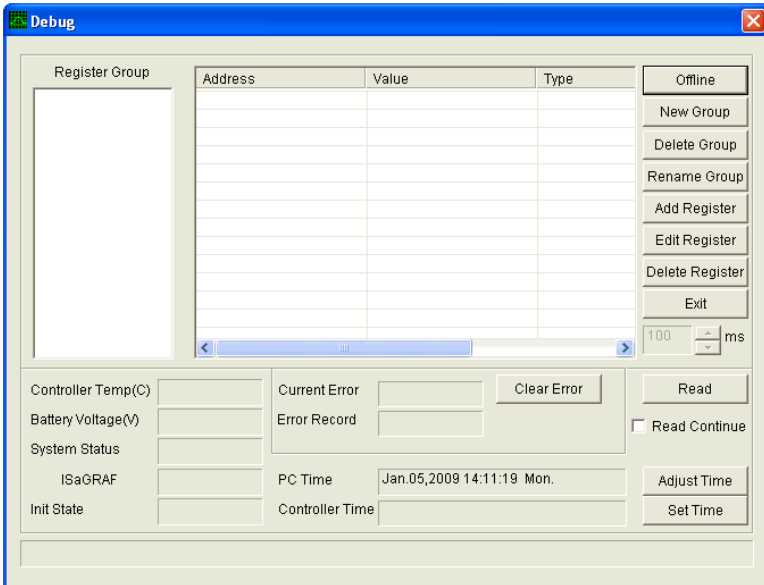 Debug
Register Group
Address Value Type
Offline
New Group
Delete Group
Rename Group
Add Register
Edit Register
Delete Register
Exit
100 ms
Controller Temp(C)
Battery Voltage(V)
System Status
ISaGRAF
Init State
Current Error
Clear Error
Error Record
PC Time Jan.05,2009 14:11:19 Mon.
Controller Time
Read
Read Continue
Adjust Time
Set Time